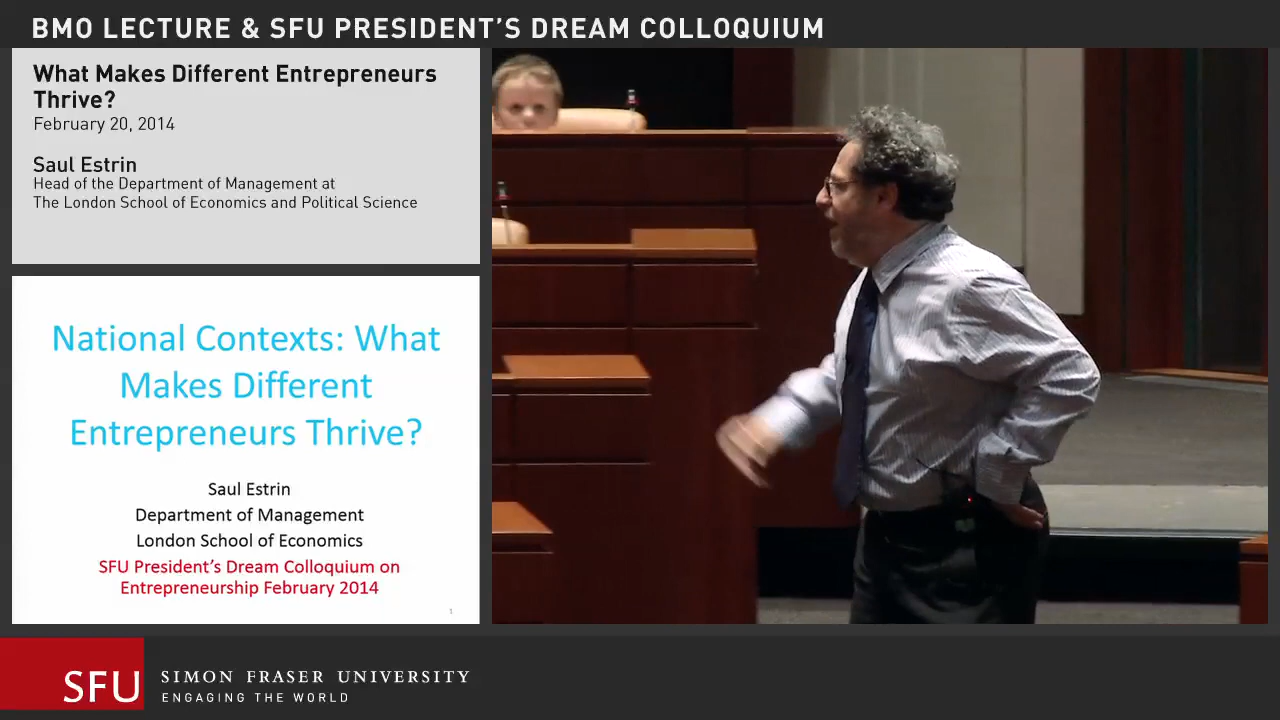 BMO LECTURE & SFU PRESIDENT'S DREAM COLLOQUIUM
What Makes Different Entrepreneurs
Thrive?
February 20, 2014
Saul Estrin
Head of the Department of Management at
The London School of Economics and Political Science
National Contexts: What
Makes Different
Entrepreneurs Thrive?
Saul Estrin
Department of Management
London School of Economics
SFU President's Dream Colloquium on
Entrepreneurship February 2014
1
SFU
SIMON FRASER UNIVERSITY
ENGAGING THE WORLD